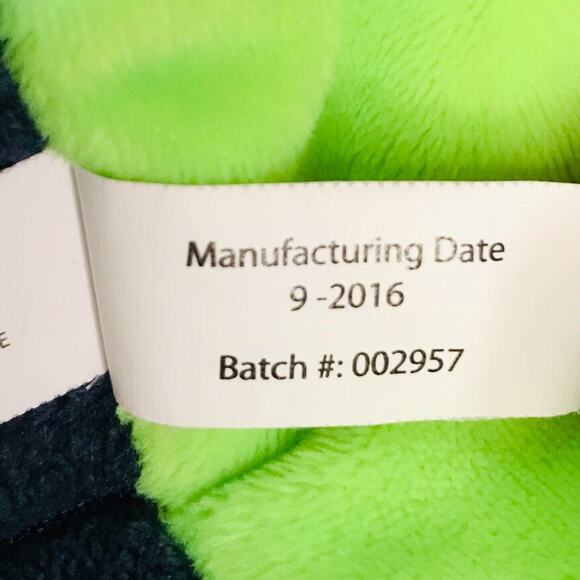 Manufacturing Date
9 -2016
Batch #: 002957
E